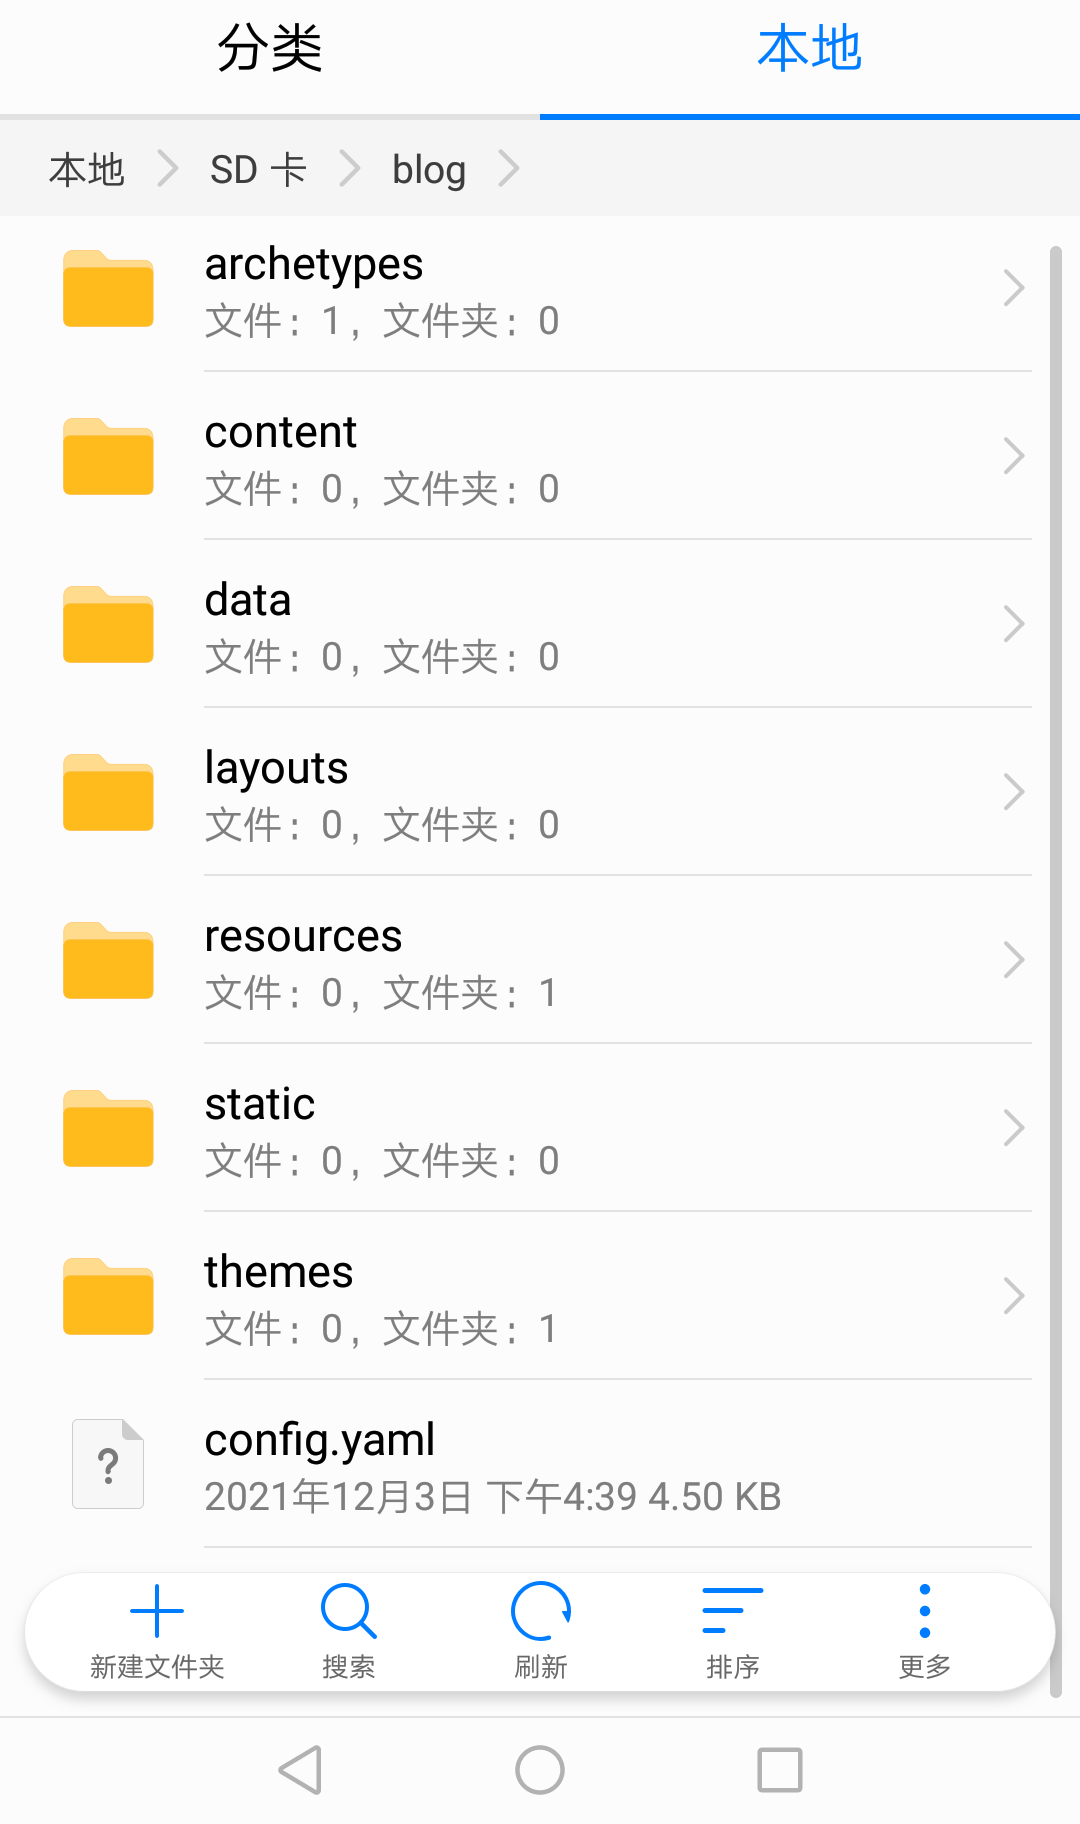 分类
本地
本地 SD 卡 blog
archetypes
文件：1，文件夹：0
content
文件：0，文件夹：0
data
文件：0，文件夹：0
layouts
文件：0，文件夹：0
resources
文件：0，文件夹：1
static
文件：0，文件夹：0
themes
文件：0，文件夹：1
?
config.yaml
2021年12月3日 下午4:39 4.50 KB
新建文件夹
搜索
刷新
排序
更多